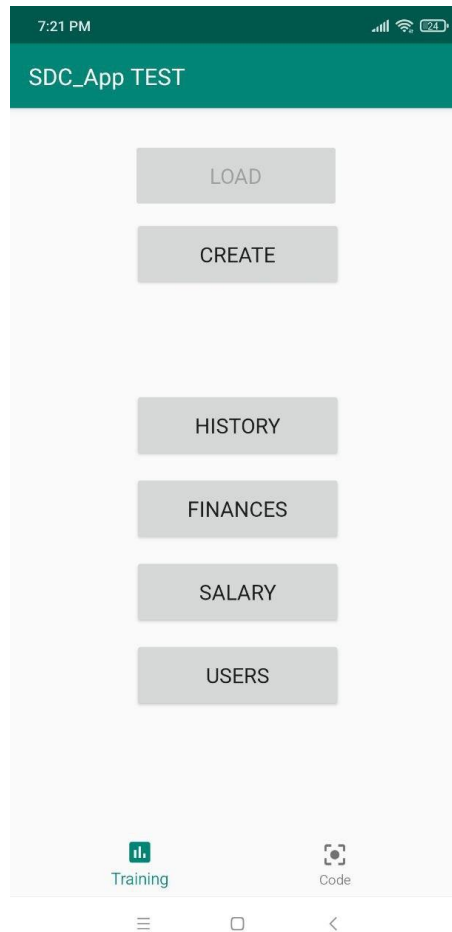 7:21 PM 24
SDC_App TEST
LOAD
CREATE
HISTORY
FINANCES
SALARY
USERS
Training Code